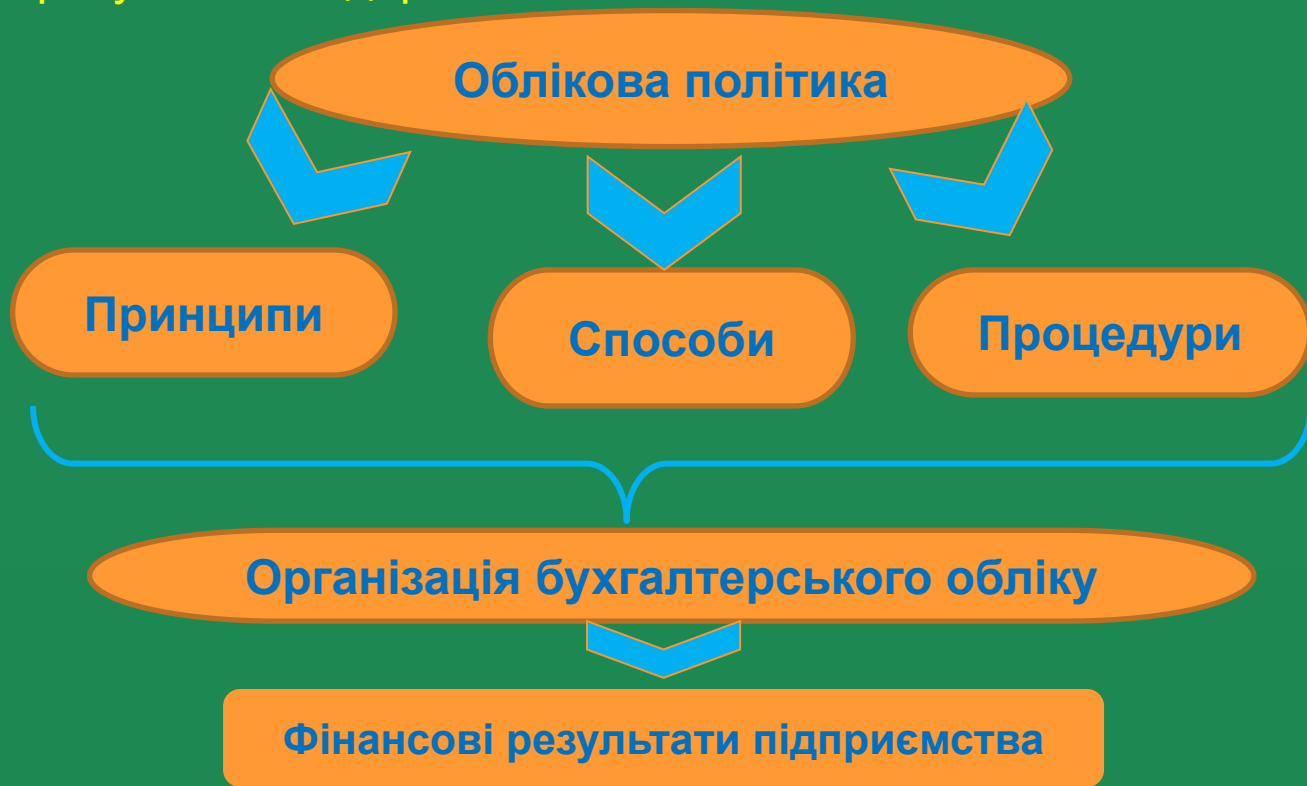 Облікова політика
Принципи
Способи
Процедури
Організація бухгалтерського обліку
Фінансові результати підприємства